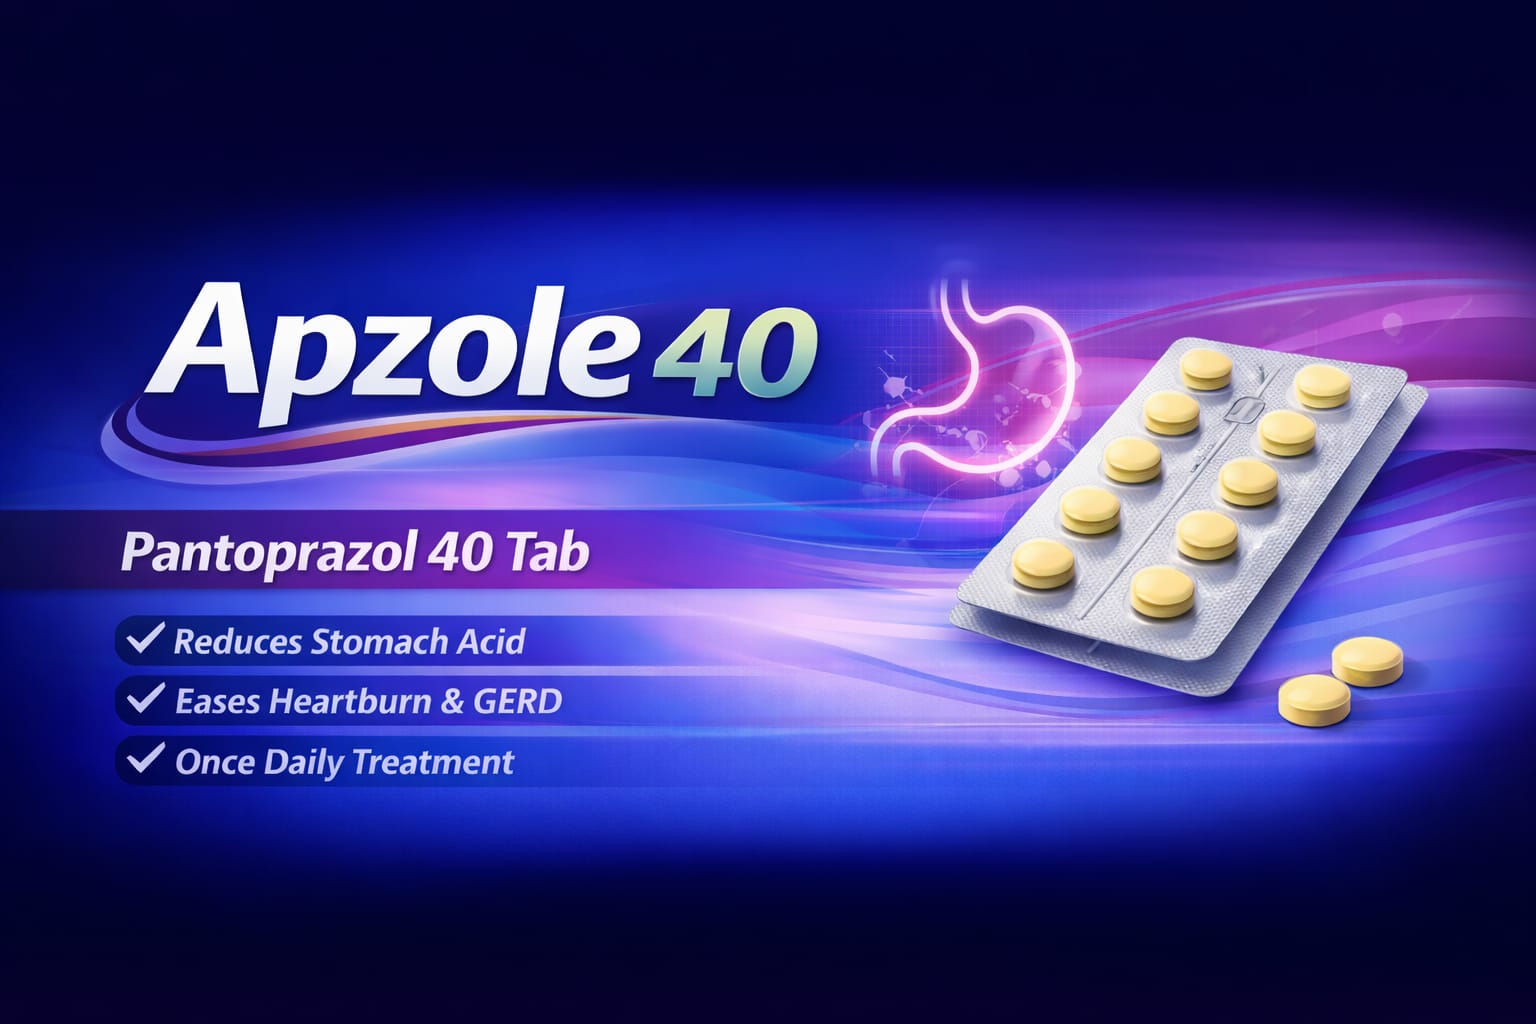 Apzole 40
Pantoprazol 40 Tab
Reduces Stomach Acid
Eases Heartburn & GERD
Once Daily Treatment